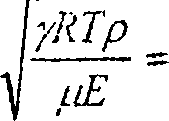 √(γRTρ / μE) =